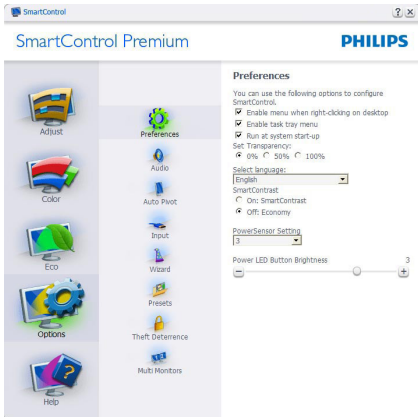 SmartControl
SmartControl Premium
PHILIPS
Adjust
Color
Eco
Options
Help
Preferences
Audio
Auto Pivot
Input
Wizard
Presets
Theft Deterrence
Multi Monitors
Preferences
You can use the following options to configure
SmartControl.
Enable menu when right-clicking on desktop
Enable task tray menu
Run at system start-up
Set Transparency:
0% 50% 100%
Select language:
English
SmartContrast
On: SmartContrast
Off: Economy
PowerSensor Setting
3
Power LED Button Brightness 3